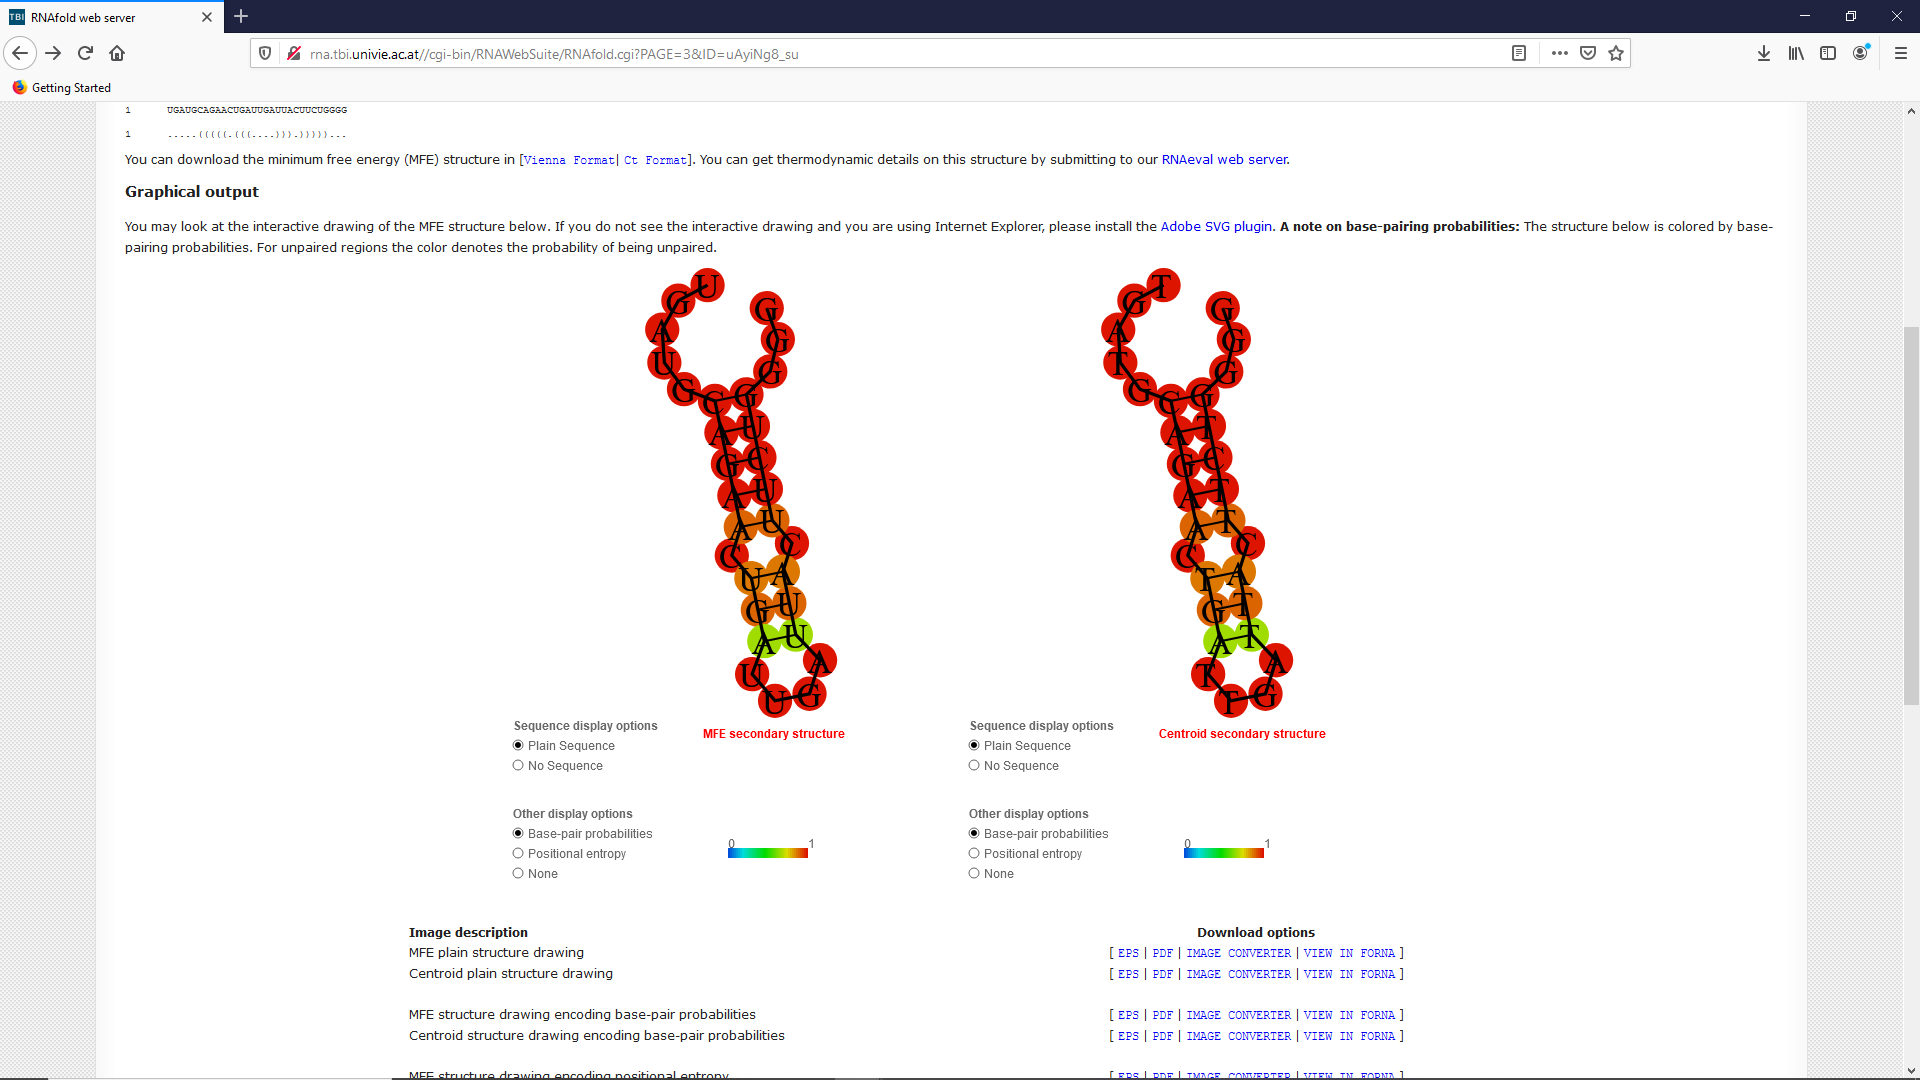 RNAfold web server
rna.tbi.univie.ac.at//cgi-bin/RNAWebSuite/RNAfold.cgi?PAGE=3&ID=uAyiNg8_su
Getting Started
1 UGAUGCAGAACUGAUUGAUUACUUCUGGGG
1 .....(((((.(((....))).)))))...
You can download the minimum free energy (MFE) structure in [Vienna Format| Ct Format]. You can get thermodynamic details on this structure by submitting to our RNAeval web server.
Graphical output
You may look at the interactive drawing of the MFE structure below. If you do not see the interactive drawing and you are using Internet Explorer, please install the Adobe SVG plugin. A note on base-pairing probabilities: The structure below is colored by base-
pairing probabilities. For unpaired regions the color denotes the probability of being unpaired.
U G A U G C A G A A C U G A U U G A U U A C U U C U G G G G
Sequence display options
MFE secondary structure
Plain Sequence
No Sequence
Other display options
Base-pair probabilities
0 1
Positional entropy
None
T G A T G C A G A A C T G A T T G A T T A C T T C T G G G G
Sequence display options
Centroid secondary structure
Plain Sequence
No Sequence
Other display options
Base-pair probabilities
0 1
Positional entropy
None
Image description Download options
MFE plain structure drawing [ EPS | PDF | IMAGE CONVERTER | VIEW IN FORNA ]
Centroid plain structure drawing [ EPS | PDF | IMAGE CONVERTER | VIEW IN FORNA ]
MFE structure drawing encoding base-pair probabilities [ EPS | PDF | IMAGE CONVERTER | VIEW IN FORNA ]
Centroid structure drawing encoding base-pair probabilities [ EPS | PDF | IMAGE CONVERTER | VIEW IN FORNA ]
MFE structure drawing encoding positional entropy [ EPS | PDF | IMAGE CONVERTER | VIEW IN FORNA ]